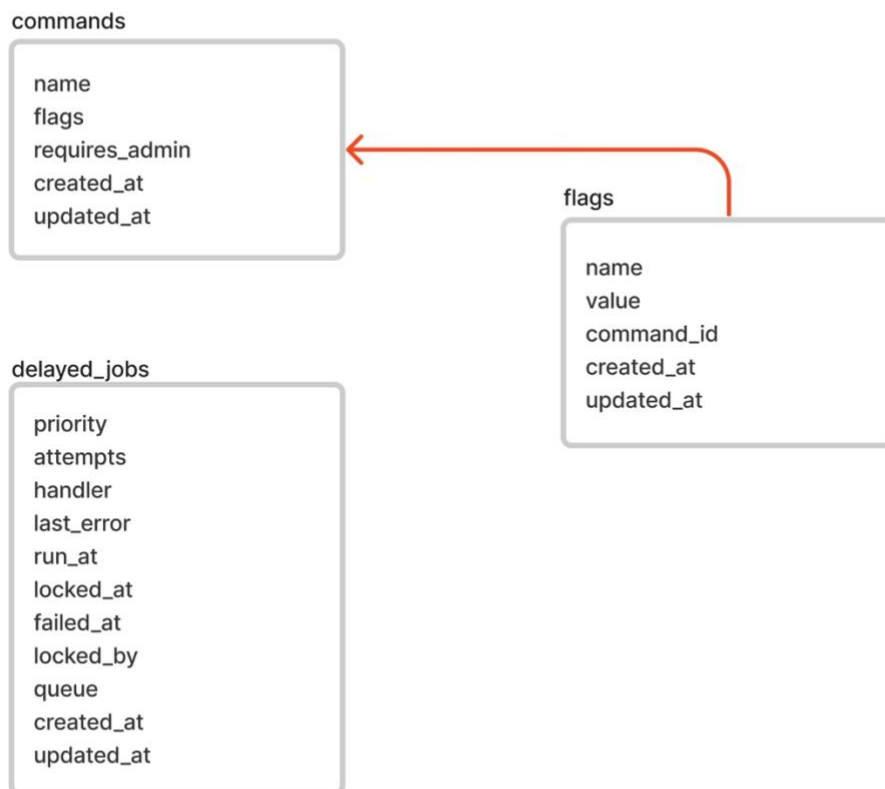 commands
name
flags
requires_admin
created_at
updated_at
flags
name
value
command_id
created_at
updated_at
delayed_jobs
priority
attempts
handler
last_error
run_at
locked_at
failed_at
locked_by
queue
created_at
updated_at